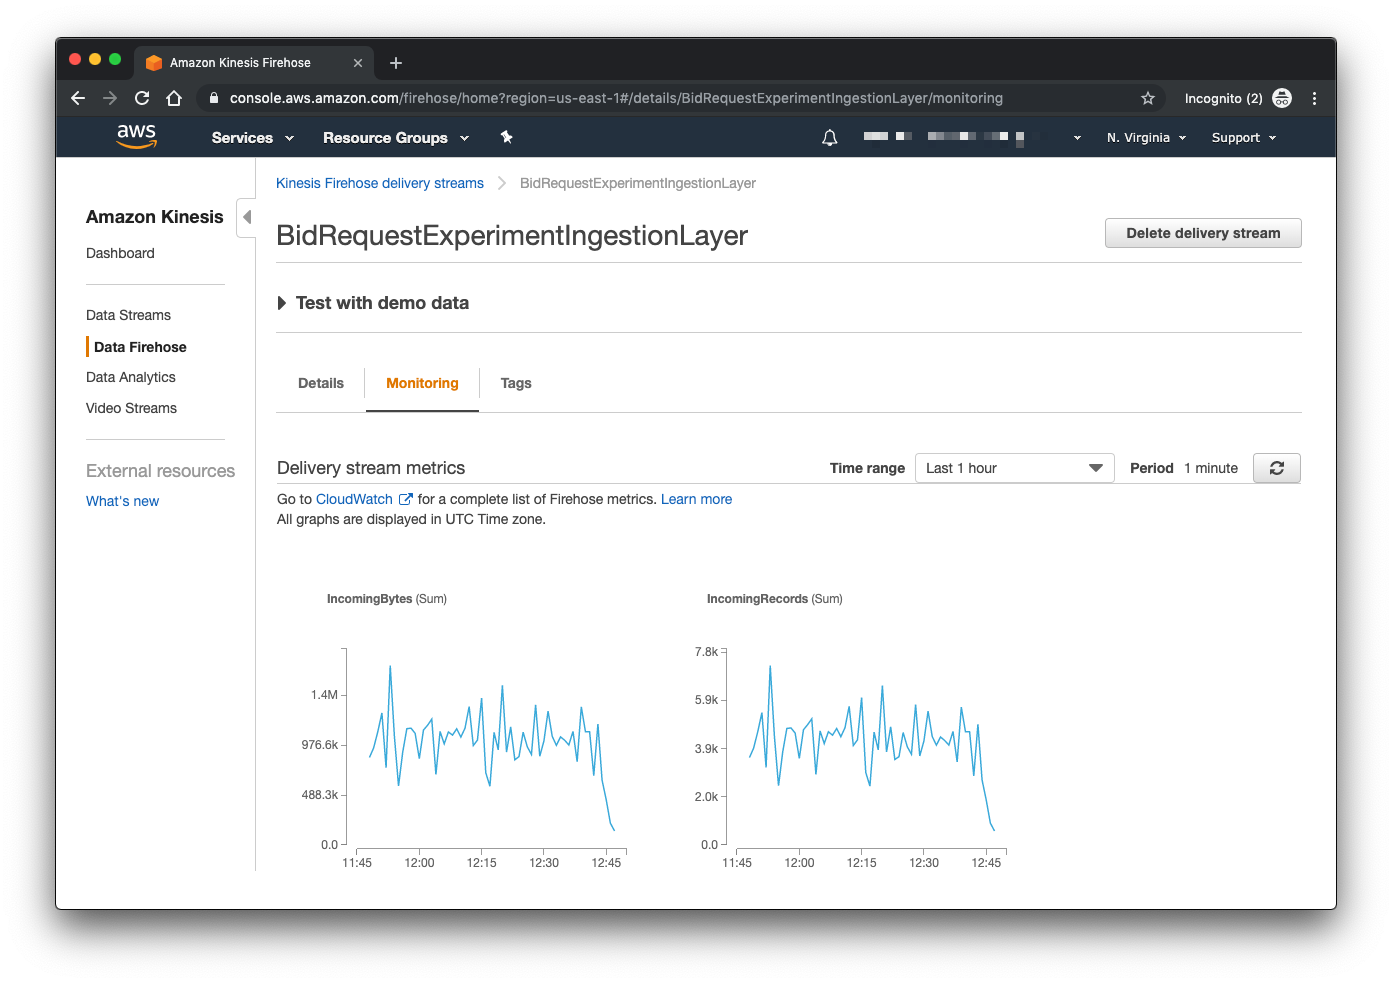 Amazon Kinesis Firehose
console.aws.amazon.com/firehose/home?region=us-east-1#/details/BidRequestExperimentIngestionLayer/monitoring
Incognito (2)
aws
Services
Resource Groups
N. Virginia
Support
Amazon Kinesis
Dashboard
Data Streams
Data Firehose
Data Analytics
Video Streams
External resources
What's new
Kinesis Firehose delivery streams
BidRequestExperimentIngestionLayer
BidRequestExperimentIngestionLayer
Delete delivery stream
Test with demo data
Details
Monitoring
Tags
Delivery stream metrics
Time range
Last 1 hour
Period
1 minute
Go to CloudWatch for a complete list of Firehose metrics. Learn more
All graphs are displayed in UTC Time zone.
IncomingBytes (Sum)
1.4M
976.6k
488.3k
0.0
11:45 12:00 12:15 12:30 12:45
IncomingRecords (Sum)
7.8k
5.9k
3.9k
2.0k
0.0
11:45 12:00 12:15 12:30 12:45